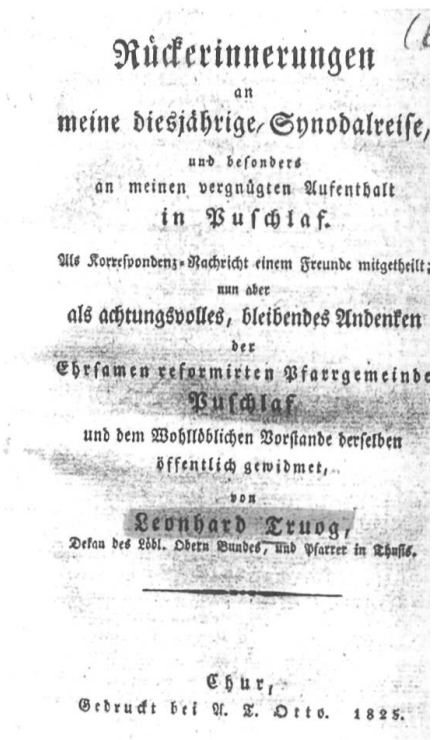 Rückerinnerungen
an
meine diesjährige Synodalreise,
und besonders
an meinen vergnügten Aufenthalt
in Puschlaf.
Als Korrespondenz-Nachricht einem Freunde mitgetheilt;
nun aber
als achtungsvolles, bleibendes Andenken
der
Ehrsamen reformirten Pfarrgemeinde
Puschlaf,
und dem Wohllöblichen Vorstande derselben
öffentlich gewidmet,
von
Leonhard Truog,
Dekan des Löbl. Obern Bundes, und Pfarrer in Thusis.
Chur,
Gedruckt bei A. T. Otto. 1825.